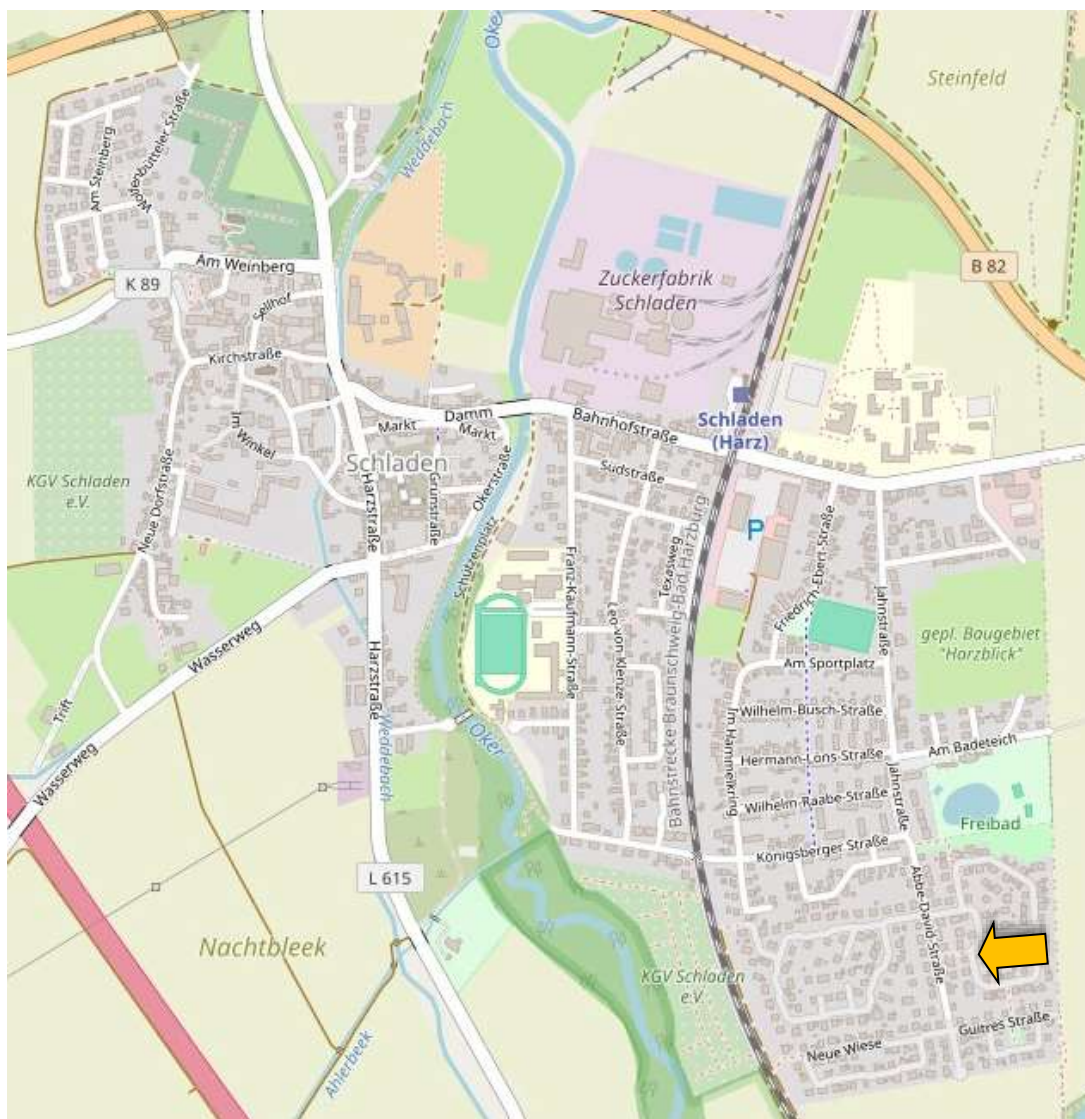 Oker
Steinfeld
Am Steinberg
Wolfenbütteler Straße
Weddebach
B 82
Am Weinberg
K 89
Zuckerfabrik
Schladen
Sellhof
Kirchstraße
Schladen
(Harz)
Damm
Markt
Markt
Bahnhofstraße
Im Winkel
Schladen
Südstraße
KGV Schladen
e.V.
Grünstraße
Okerstraße
Neue Dorfstraße
Harzstraße
P
Schützenplatz
Texasweg
Friedrich-Ebert-Straße
Franz-Kaufmann-Straße
Leo-von-Klenze-Straße
Bahnstrecke Braunschweig-Bad Harzburg
Jahnstraße
gepl. Baugebiet
"Harzblick"
Wasserweg
Am Sportplatz
Harzstraße
Trift
Im Hammelkring
Wilhelm-Busch-Straße
Weddebach
Oker
Am Badeteich
Hermann-Löns-Straße
Wasserweg
Jahnstraße
Wilhelm-Raabe-Straße
Freibad
Königsberger Straße
L 615
Abbe-David-Straße
Nachtbleek
KGV Schladen
e.V.
Guitres Straße
Neue Wiese
Ahlerbeek